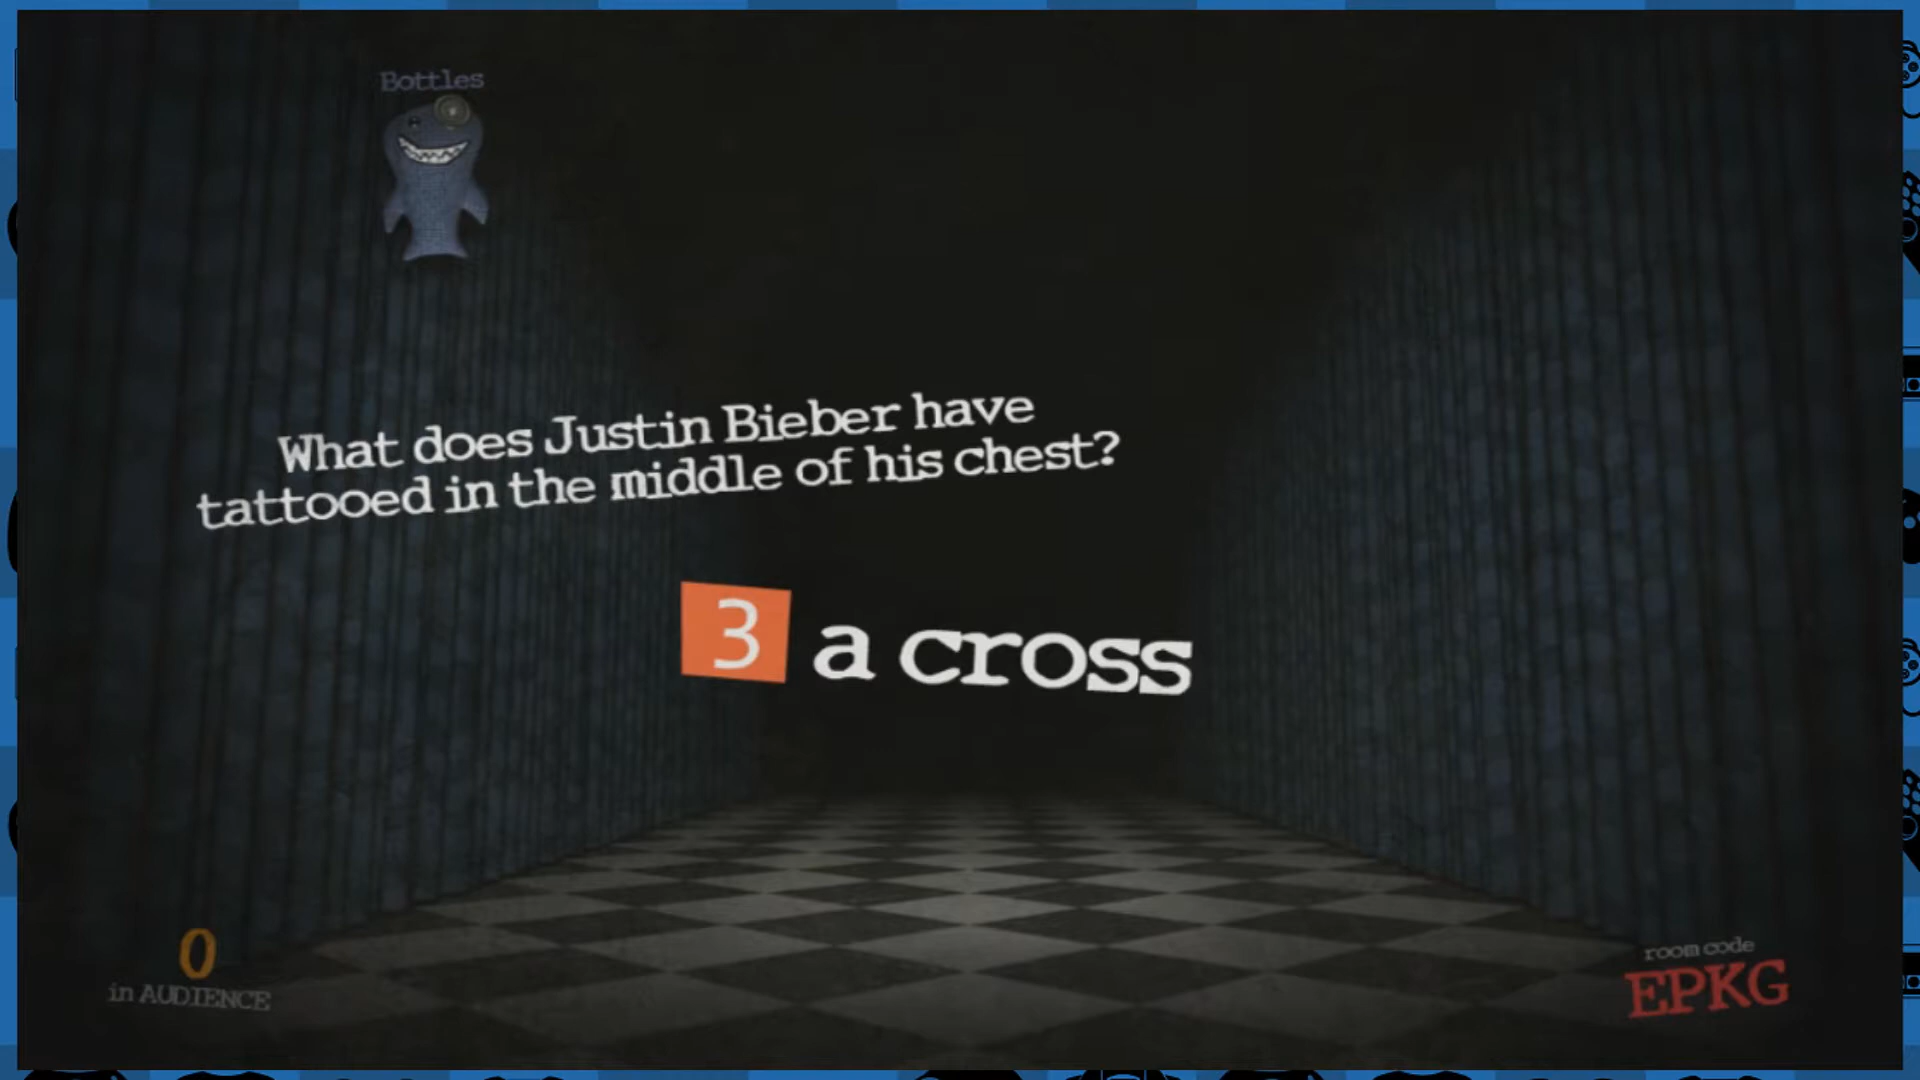 Bottles
What does Justin Bieber have
tattooed in the middle of his chest?
3 a cross
0
in AUDIENCE
room code
EPKG